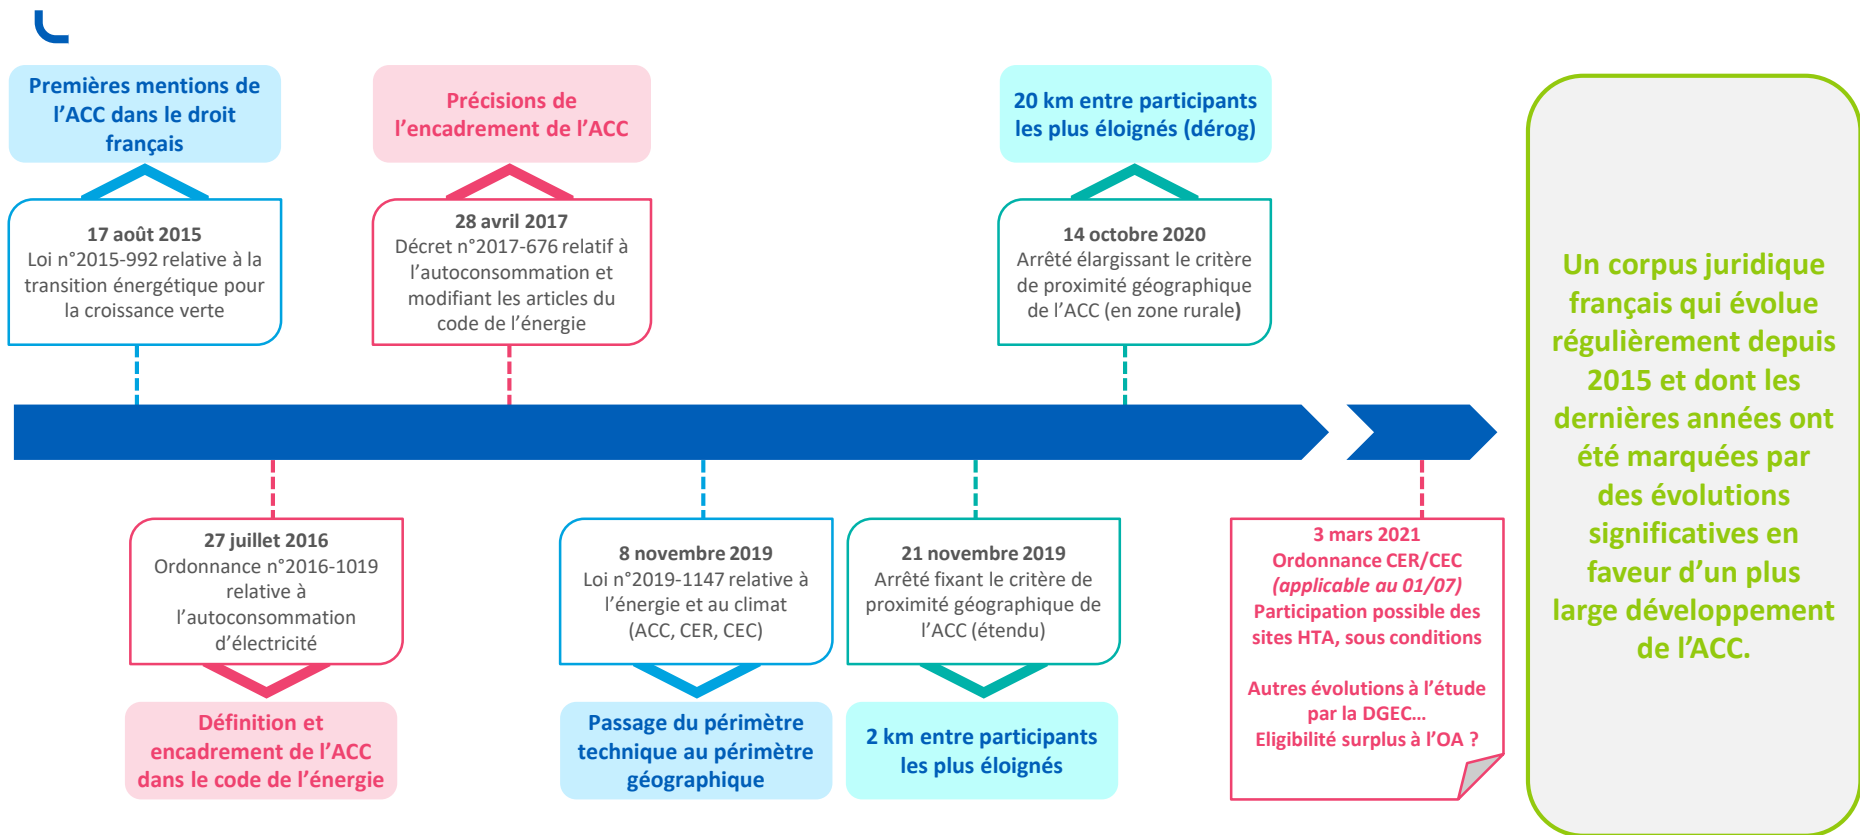 Premières mentions de
l’ACC dans le droit
français
17 août 2015
Loi n°2015-992 relative à la
transition énergétique pour
la croissance verte
Précisions de
l’encadrement de l’ACC
28 avril 2017
Décret n°2017-676 relatif à
l’autoconsommation et
modifiant les articles du
code de l’énergie
20 km entre participants
les plus éloignés (dérog)
14 octobre 2020
Arrêté élargissant le critère
de proximité géographique
de l’ACC (en zone rurale)
27 juillet 2016
Ordonnance n°2016-1019
relative à
l’autoconsommation
d’électricité
Définition et
encadrement de l’ACC
dans le code de l’énergie
8 novembre 2019
Loi n°2019-1147 relative à
l’énergie et au climat
(ACC, CER, CEC)
Passage du périmètre
technique au périmètre
géographique
21 novembre 2019
Arrêté fixant le critère de
proximité géographique de
l’ACC (étendu)
2 km entre participants
les plus éloignés
3 mars 2021
Ordonnance CER/CEC
(applicable au 01/07)
Participation possible des
sites HTA, sous conditions
Autres évolutions à l’étude
par la DGEC…
Eligibilité surplus à l’OA ?
Un corpus juridique
français qui évolue
régulièrement depuis
2015 et dont les
dernières années ont
été marquées par
des évolutions
significatives en
faveur d’un plus
large développement
de l’ACC.